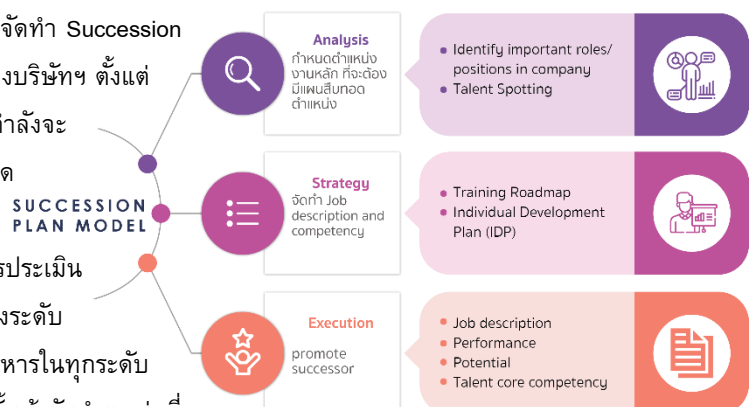 จัดทำ Succession
งบริษัทฯ ตั้งแต่
กำลังจะ
ด
SUCCESSION
PLAN MODEL
รประเมิน
งระดับ
หารในทุกระดับ
Analysis
กำหนดตำแหน่ง
งานหลัก ที่จะต้อง
มีแผนสืบทอด
ตำแหน่ง
Identify important roles/
positions in company
Talent Spotting
Strategy
จัดทำ Job
description and
competency
Training Roadmap
Individual Development
Plan (IDP)
Execution
promote
successor
Job description
Performance
Potential
Talent core competency